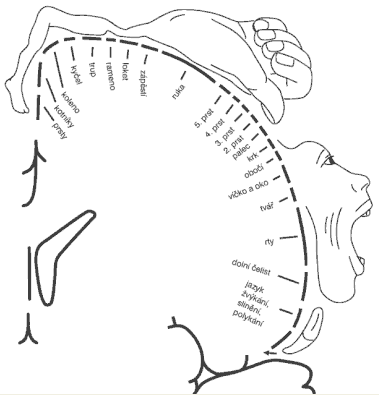 prsty
kotníky
koleno
kyčel
trup
rameno
loket
zápěstí
ruka
5. prst
4. prst
3. prst
2. prst
palec
krk
obočí
víčko a oko
tvář
rty
dolní čelist
jazyk
žvýkání,
slinění,
polykání